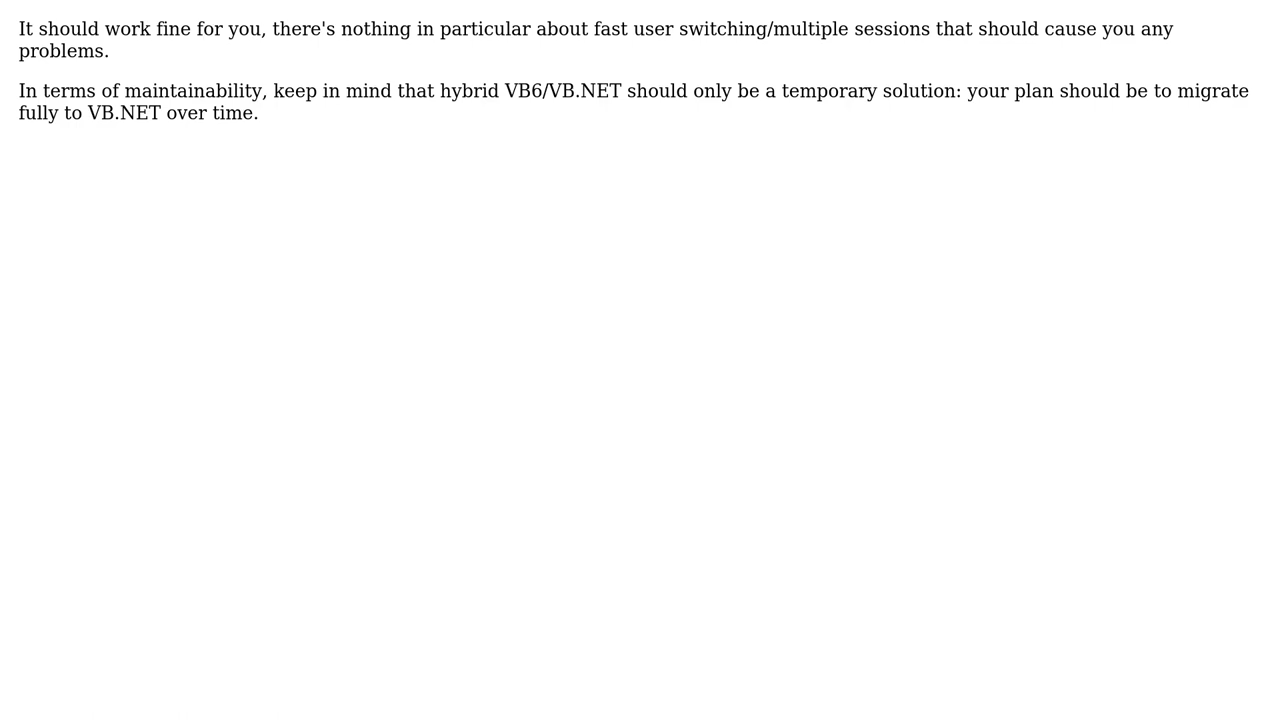 It should work fine for you, there's nothing in particular about fast user switching/multiple sessions that should cause you any
problems.
In terms of maintainability, keep in mind that hybrid VB6/VB.NET should only be a temporary solution: your plan should be to migrate
fully to VB.NET over time.